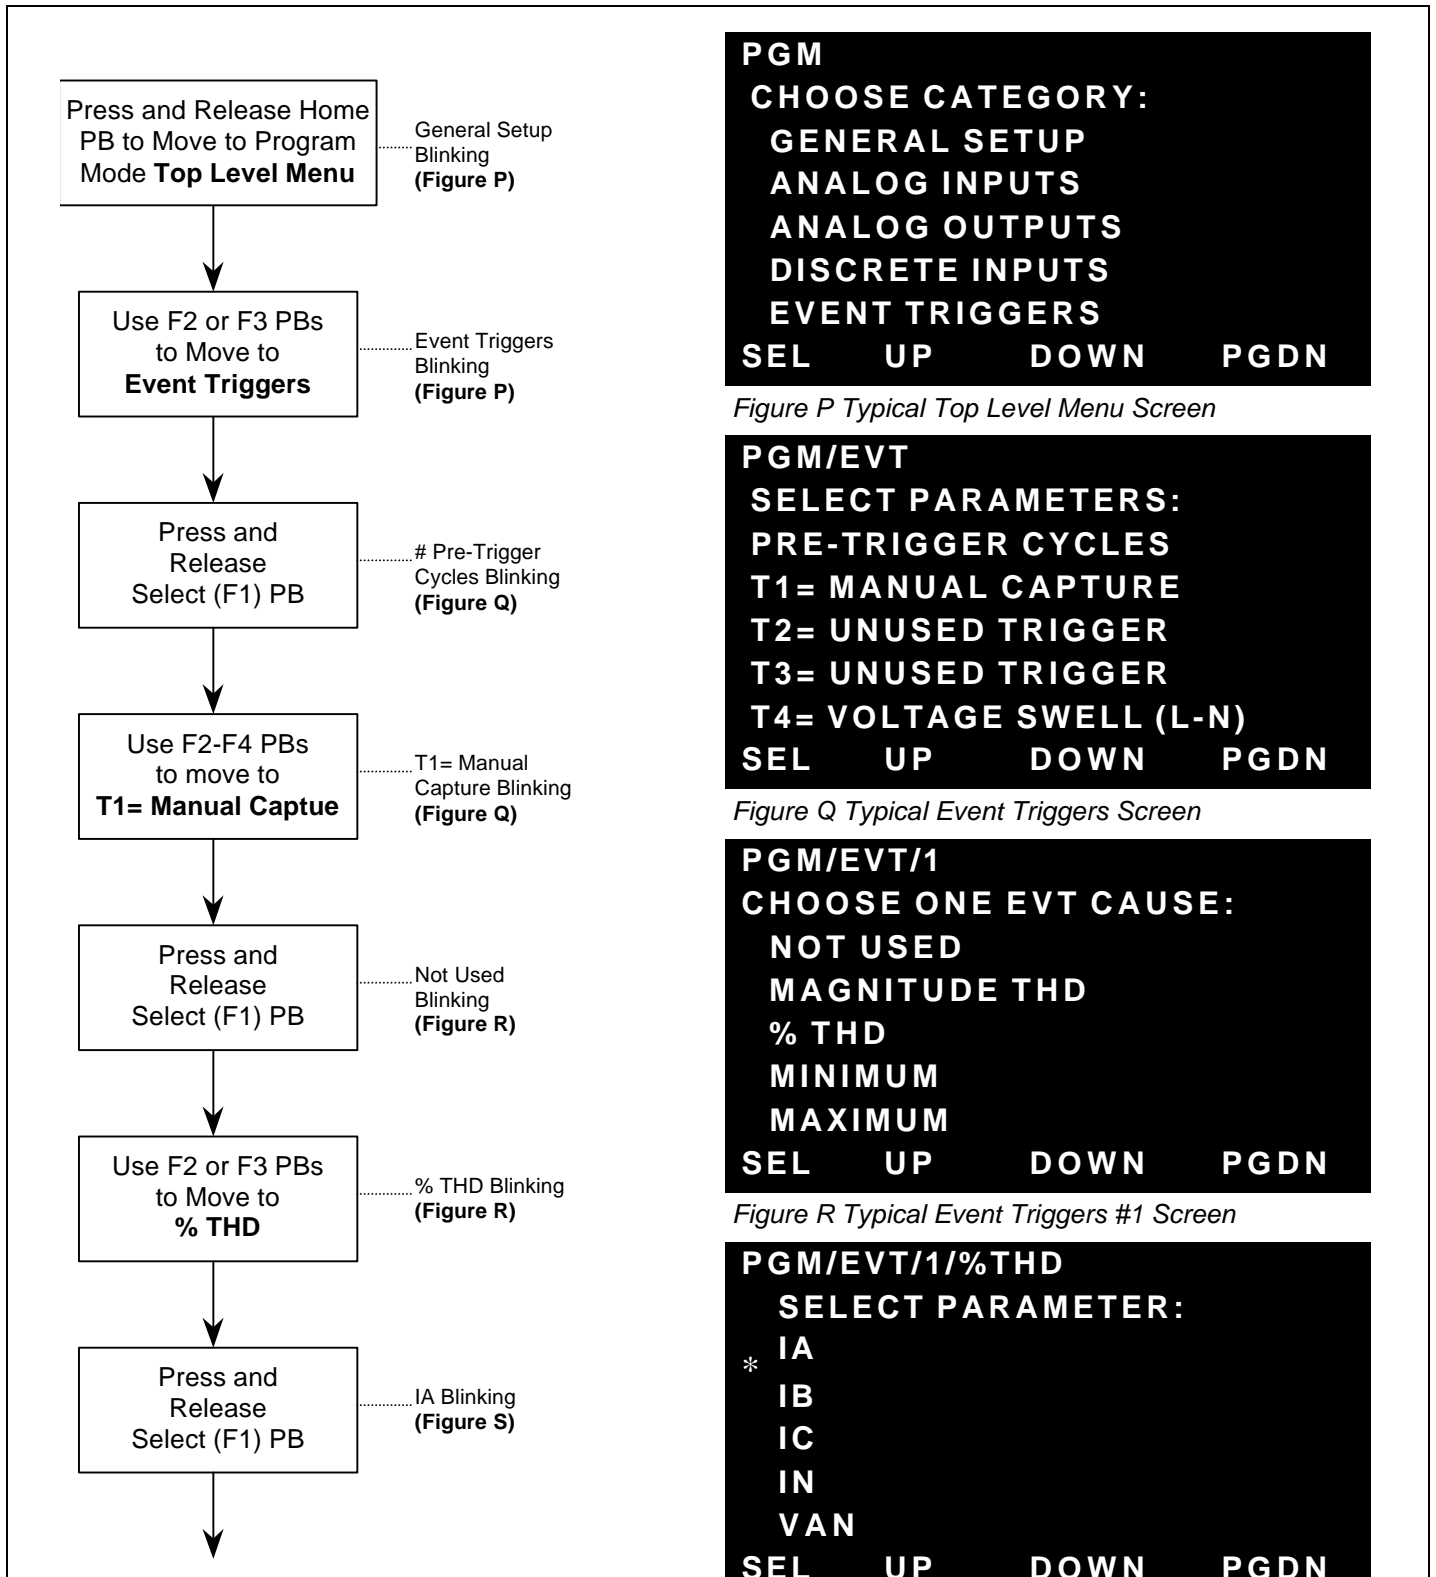 Press and Release Home
PB to Move to Program
Mode Top Level Menu
General Setup
Blinking
(Figure P)
Use F2 or F3 PBs
to Move to
Event Triggers
Event Triggers
Blinking
(Figure P)
Press and
Release
Select (F1) PB
# Pre-Trigger
Cycles Blinking
(Figure Q)
Use F2-F4 PBs
to move to
T1= Manual Captue
T1= Manual
Capture Blinking
(Figure Q)
Press and
Release
Select (F1) PB
Not Used
Blinking
(Figure R)
Use F2 or F3 PBs
to Move to
% THD
% THD Blinking
(Figure R)
Press and
Release
Select (F1) PB
IA Blinking
(Figure S)
PGM
CHOOSE CATEGORY:
GENERAL SETUP
ANALOG INPUTS
ANALOG OUTPUTS
DISCRETE INPUTS
EVENT TRIGGERS
SEL UP DOWN PGDN
Figure P Typical Top Level Menu Screen
PGM/EVT
SELECT PARAMETERS:
PRE-TRIGGER CYCLES
T1= MANUAL CAPTURE
T2= UNUSED TRIGGER
T3= UNUSED TRIGGER
T4= VOLTAGE SWELL (L-N)
SEL UP DOWN PGDN
Figure Q Typical Event Triggers Screen
PGM/EVT/1
CHOOSE ONE EVT CAUSE:
NOT USED
MAGNITUDE THD
% THD
MINIMUM
MAXIMUM
SEL UP DOWN PGDN
Figure R Typical Event Triggers #1 Screen
PGM/EVT/1/%THD
SELECT PARAMETER:
* IA
IB
IC
IN
VAN
SEL UP DOWN PGDN